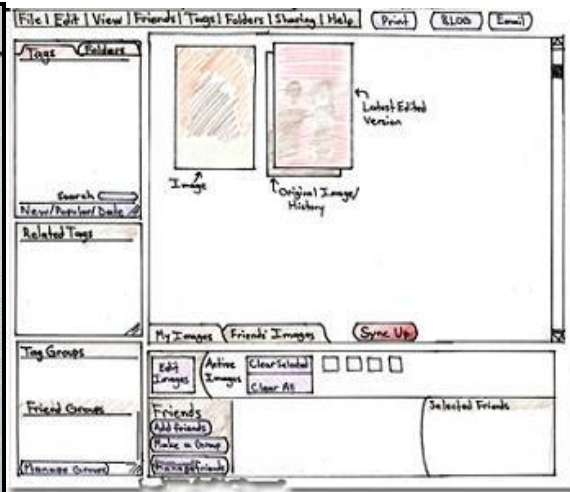 File | Edit | View | Friends | Tags | Folders | Sharing | Help
Print
BLOG
Email
Tags
Folders
Search
New/Popular/Date
Related Tags
Tag Groups
Friend Groups
Manage Groups
Image
Original Image/
History
Latest Edited
Version
My Images
Friends' Images
Sync Up
Edit
Images
Active
Images
Clear Selected
Clear All
Friends
Add friends
Make a Group
Manage friends
Selected Friends